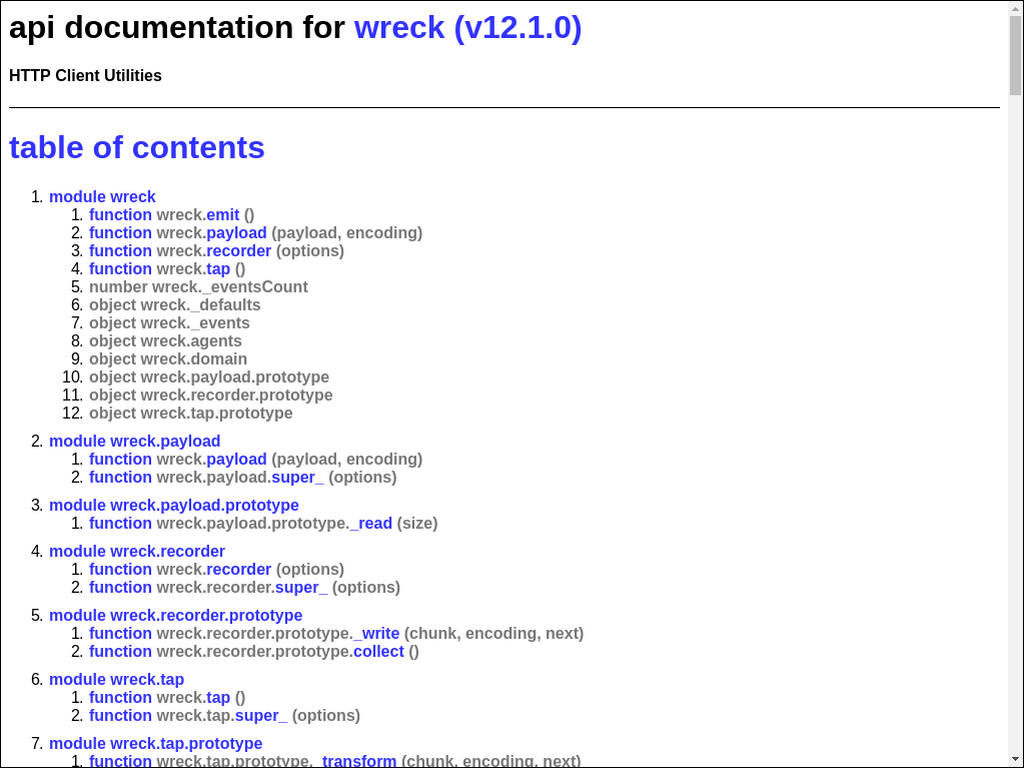 api documentation for wreck (v12.1.0)
HTTP Client Utilities
table of contents
1. module wreck
1. function wreck.emit ()
2. function wreck.payload (payload, encoding)
3. function wreck.recorder (options)
4. function wreck.tap ()
5. number wreck._eventsCount
6. object wreck._defaults
7. object wreck._events
8. object wreck.agents
9. object wreck.domain
10. object wreck.payload.prototype
11. object wreck.recorder.prototype
12. object wreck.tap.prototype
2. module wreck.payload
1. function wreck.payload (payload, encoding)
2. function wreck.payload.super_ (options)
3. module wreck.payload.prototype
1. function wreck.payload.prototype._read (size)
4. module wreck.recorder
1. function wreck.recorder (options)
2. function wreck.recorder.super_ (options)
5. module wreck.recorder.prototype
1. function wreck.recorder.prototype._write (chunk, encoding, next)
2. function wreck.recorder.prototype.collect ()
6. module wreck.tap
1. function wreck.tap ()
2. function wreck.tap.super_ (options)
7. module wreck.tap.prototype
1. function wreck.tap.prototype._transform (chunk, encoding, next)